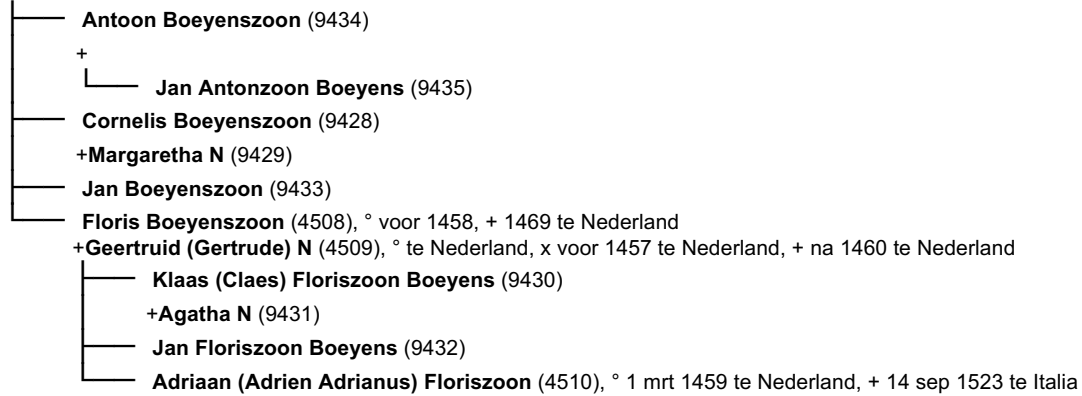 Antoon Boeyenszoon (9434)
+
Jan Antonzoon Boeyens (9435)
Cornelis Boeyenszoon (9428)
+Margaretha N (9429)
Jan Boeyenszoon (9433)
Floris Boeyenszoon (4508), ° voor 1458, + 1469 te Nederland
+Geertruid (Gertrude) N (4509), ° te Nederland, x voor 1457 te Nederland, + na 1460 te Nederland
Klaas (Claes) Floriszoon Boeyens (9430)
+Agatha N (9431)
Jan Floriszoon Boeyens (9432)
Adriaan (Adrien Adrianus) Floriszoon (4510), ° 1 mrt 1459 te Nederland, + 14 sep 1523 te Italia